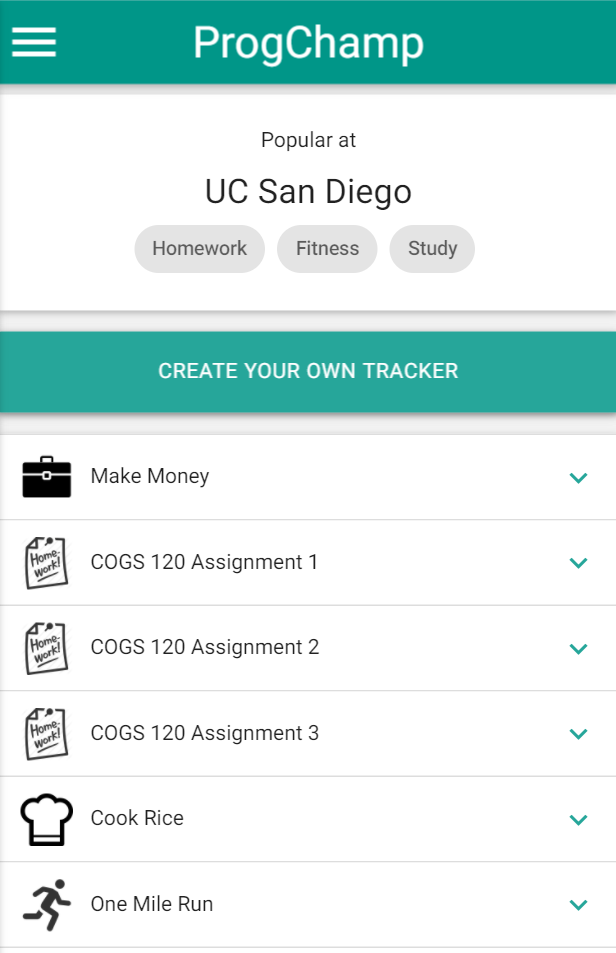 ProgChamp
Popular at
UC San Diego
Homework Fitness Study
CREATE YOUR OWN TRACKER
Make Money
Home-
work!
COGS 120 Assignment 1
Home-
work!
COGS 120 Assignment 2
Home-
work!
COGS 120 Assignment 3
Cook Rice
One Mile Run